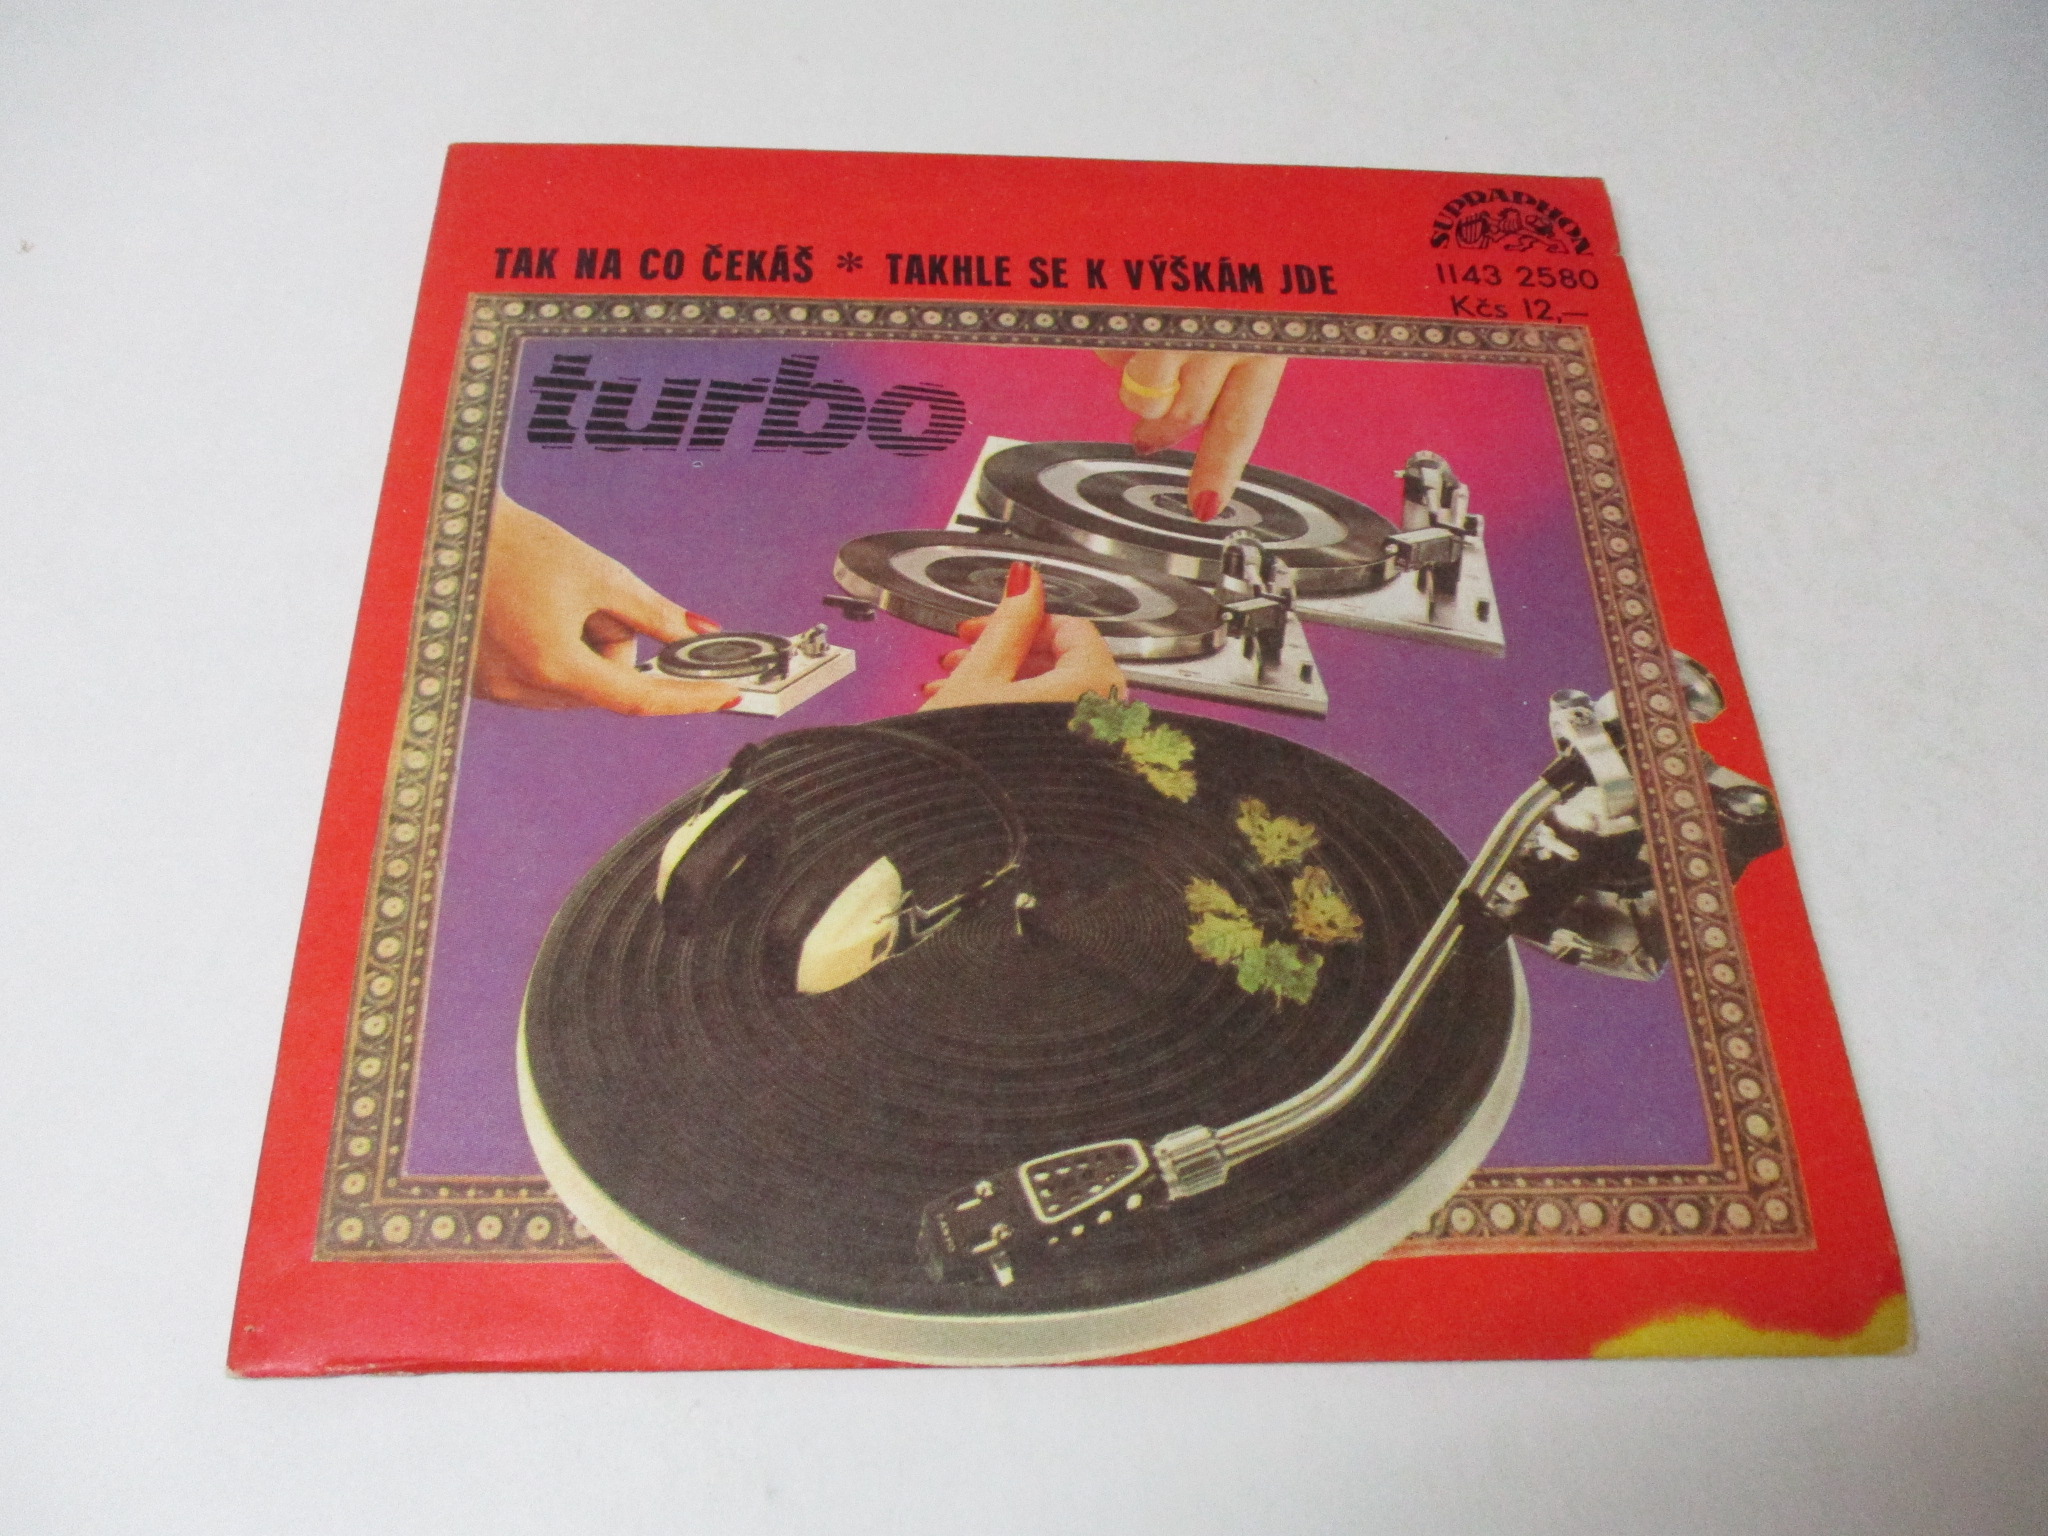 SUPRAPHON
TAK NA CO ČEKÁŠ * TAKHLE SE K VÝŠKÁM JDE
1143 2580
Kčs 12,—
turbo